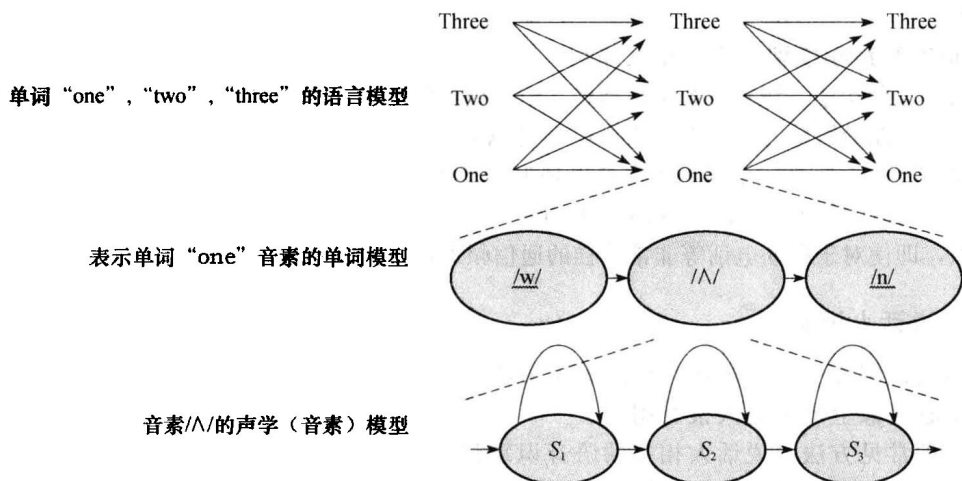 Three Three Three
单词“one”,“two”,“three”的语言模型
Two Two Two
One One One
表示单词“one”音素的单词模型
/w/ /Λ/ /n/
音素/Λ/的声学（音素）模型
S₁ S₂ S₃